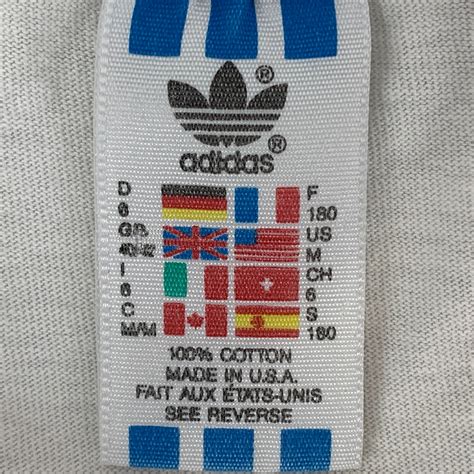 ®
adidas®
D F
6 180
G.P. US
40/42 M
I CH
6 6
C S
M/M 180
100% COTTON
MADE IN U.S.A.
FAIT AUX ÉTATS-UNIS
SEE REVERSE